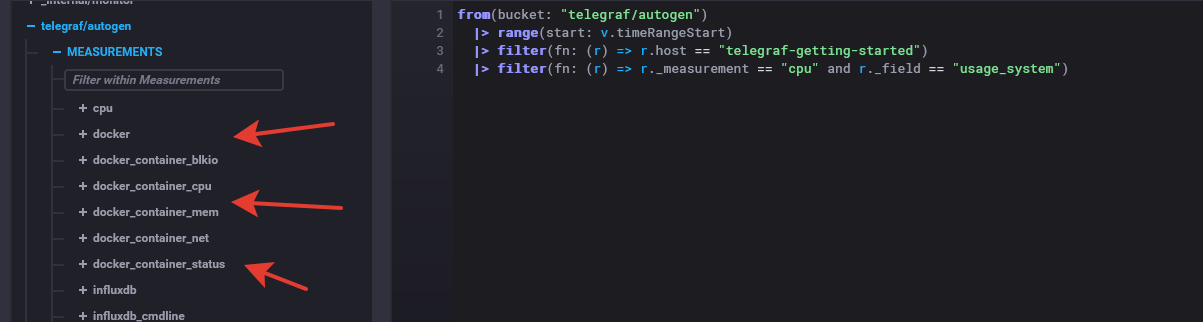 _internal/monitor
telegraf/autogen
MEASUREMENTS
Filter within Measurements
cpu
docker
docker_container_blkio
docker_container_cpu
docker_container_mem
docker_container_net
docker_container_status
influxdb
influxdb_cmdline
1 from(bucket: "telegraf/autogen")
2 |> range(start: v.timeRangeStart)
3 |> filter(fn: (r) => r.host == "telegraf-getting-started")
4 |> filter(fn: (r) => r._measurement == "cpu" and r._field == "usage_system")